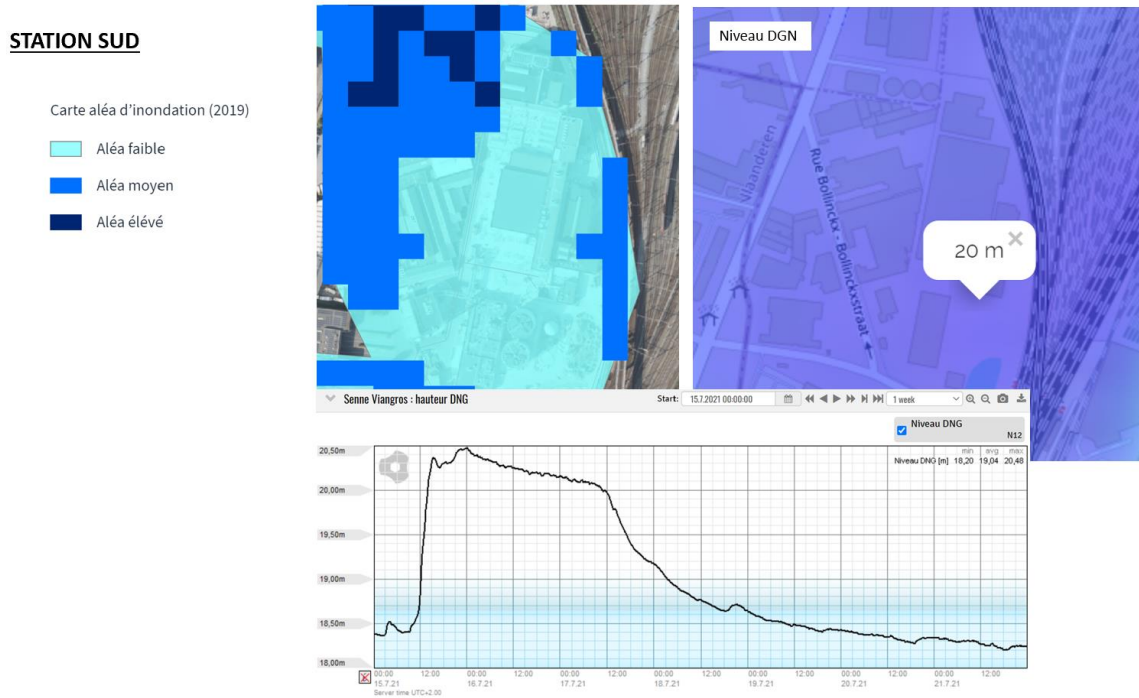 STATION SUD
Carte aléa d'inondation (2019)
Aléa faible
Aléa moyen
Aléa élévé
Niveau DGN
Vlaanderen
Rue Bollinckx - Bollinckxstraat
20 m
Senne Viangros : hauteur DNG
Start: 15.7.2021 00:00:00
1 week
Niveau DNG
N12
min avg max
Niveau DNG [m] 18,20 19,04 20,48
20,50m
20,00m
19,50m
19,00m
18,50m
18,00m
00:00 12:00 00:00 12:00 00:00 12:00 00:00 12:00 00:00 12:00 00:00 12:00 00:00 12:00
15.7.21 16.7.21 17.7.21 18.7.21 19.7.21 20.7.21 21.7.21
Server time UTC+2.00